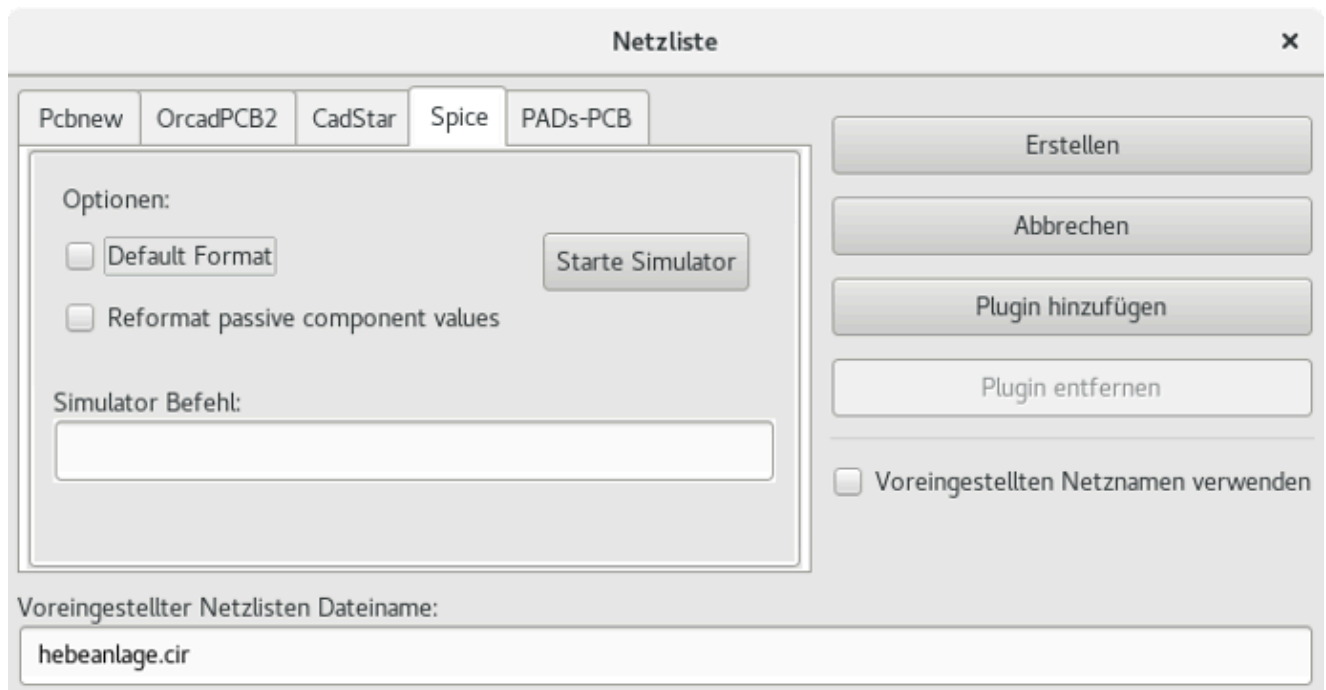 Netzliste
Pcbnew OrcadPCB2 CadStar Spice PADs-PCB
Optionen:
Default Format
Starte Simulator
Reformat passive component values
Simulator Befehl:
Erstellen
Abbrechen
Plugin hinzufügen
Plugin entfernen
Voreingestellten Netznamen verwenden
Voreingestellter Netzlisten Dateiname:
hebeanlage.cir